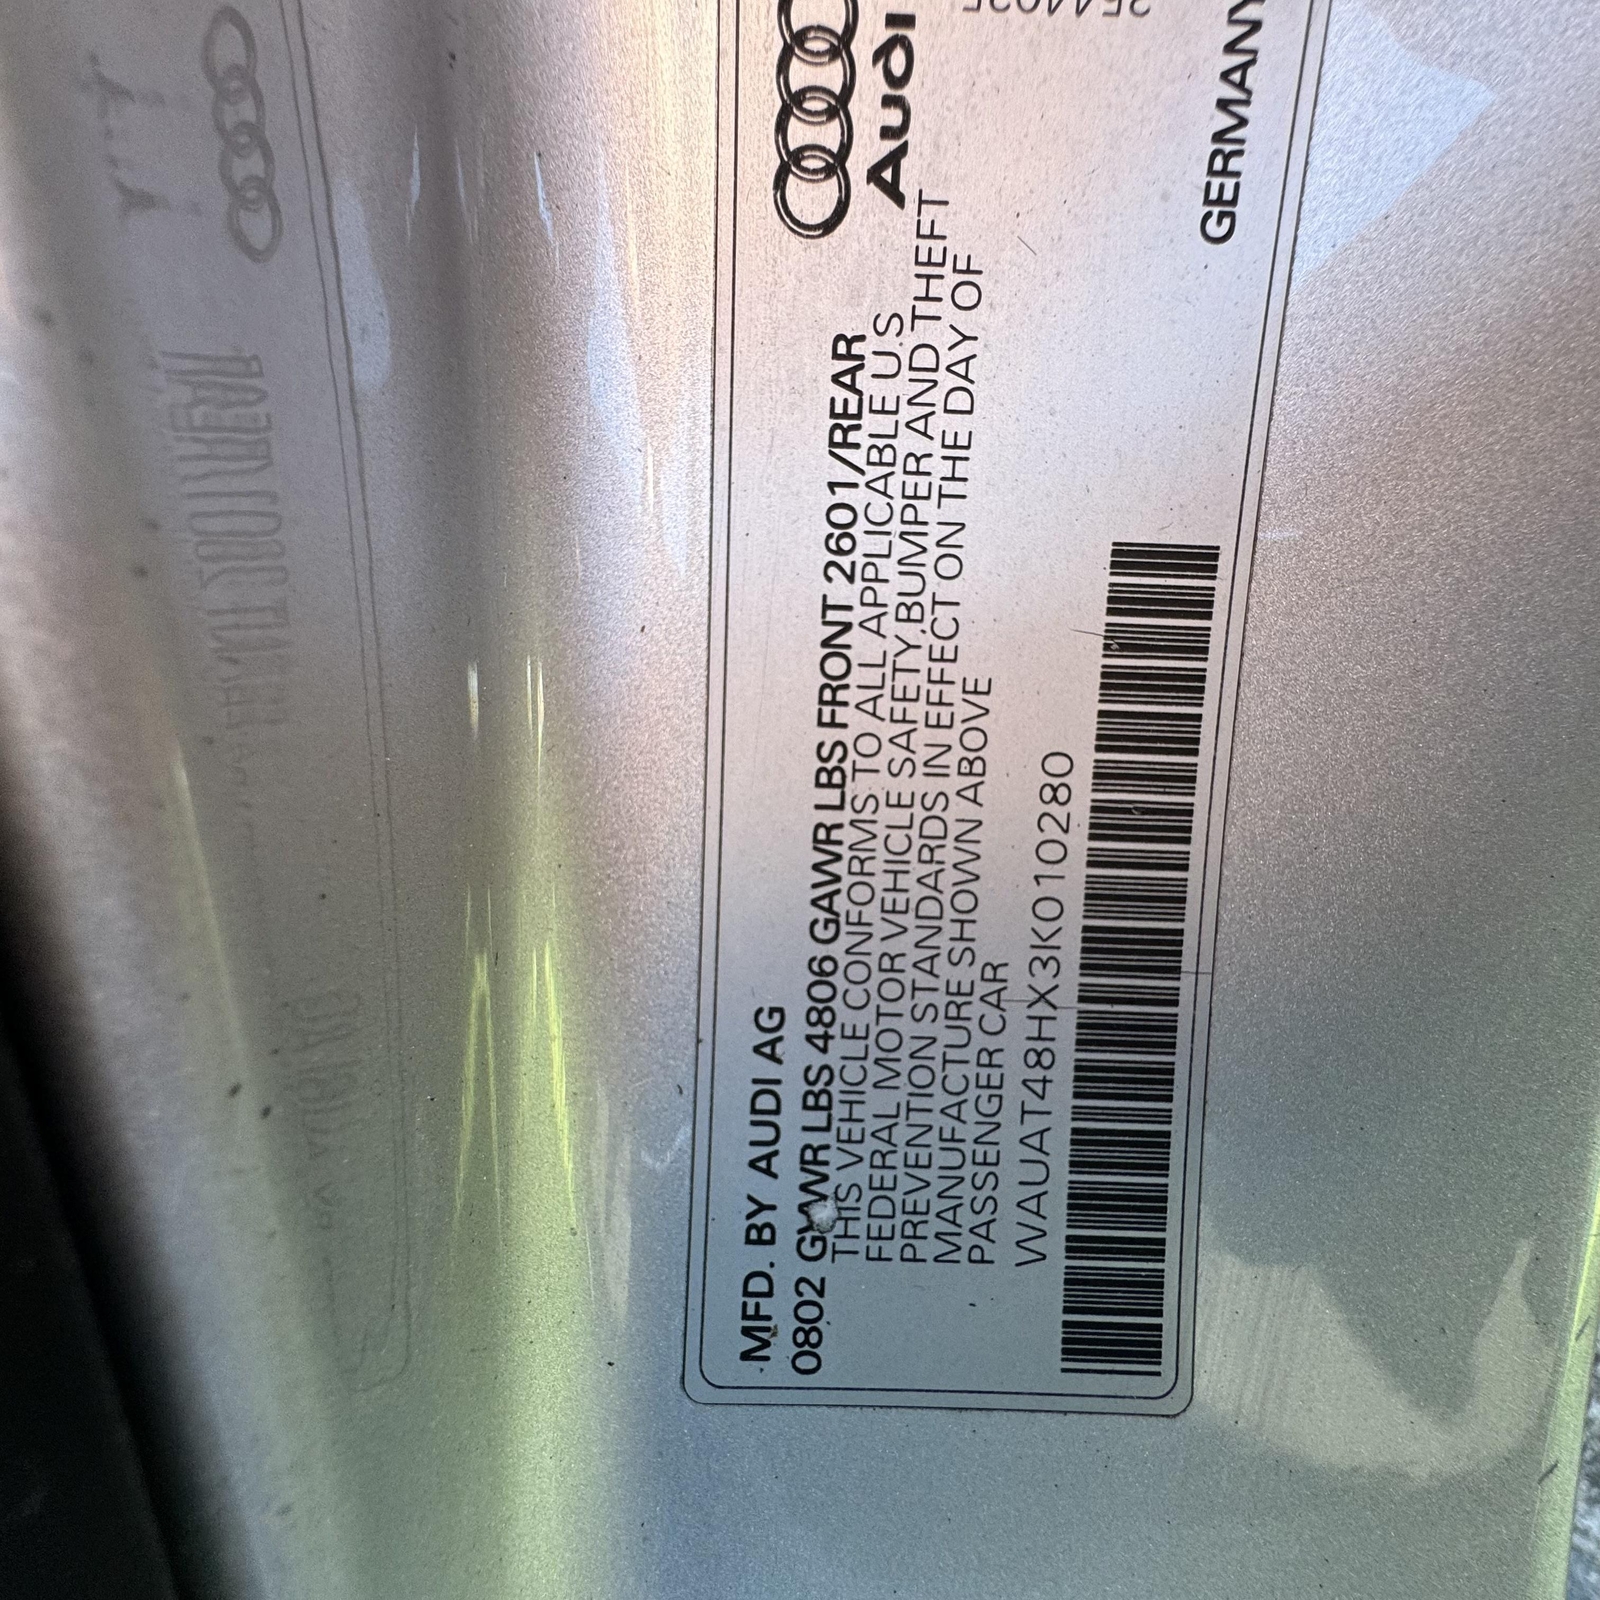 MFD. BY AUDI AG
0802 GVWR LBS 4806 GAWR LBS FRONT 2601/REAR
THIS VEHICLE CONFORMS TO ALL APPLICABLE U.S
FEDERAL MOTOR VEHICLE SAFETY, BUMPER AND THEFT
PREVENTION STANDARDS IN EFFECT ON THE DAY OF
MANUFACTURE SHOWN ABOVE
PASSENGER CAR
WAUAT48HX3K010280
Audi
GERMANY